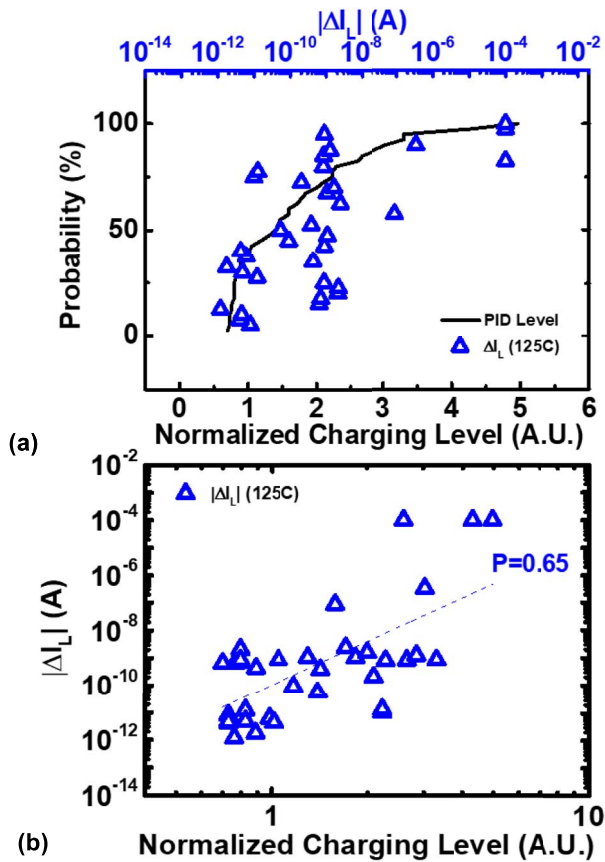 |ΔI_L| (A)
10^-14 10^-12 10^-10 10^-8 10^-6 10^-4 10^-2
Probability (%)
100
50
0
PID Level
ΔI_L (125C)
0 1 2 3 4 5 6
Normalized Charging Level (A.U.)
(a)
10^-2
|ΔI_L| (125C)
10^-4
P=0.65
10^-6
|ΔI_L| (A)
10^-8
10^-10
10^-12
10^-14
1 10
Normalized Charging Level (A.U.)
(b)